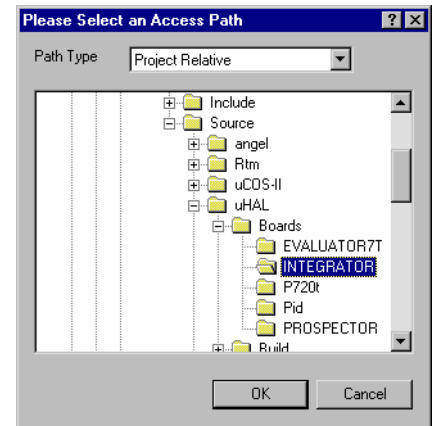 Please Select an Access Path
Path Type Project Relative
Include
Source
angel
Rtm
uCOS-II
uHAL
Boards
EVALUATOR7T
INTEGRATOR
P720t
Pid
PROSPECTOR
Build
OK Cancel